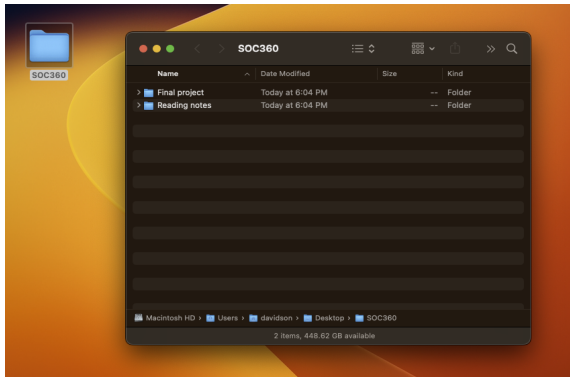 SOC360
SOC360
Name Date Modified Size Kind
Final project Today at 6:04 PM -- Folder
Reading notes Today at 6:04 PM -- Folder
Macintosh HD › Users › davidson › Desktop › SOC360
2 items, 448.62 GB available